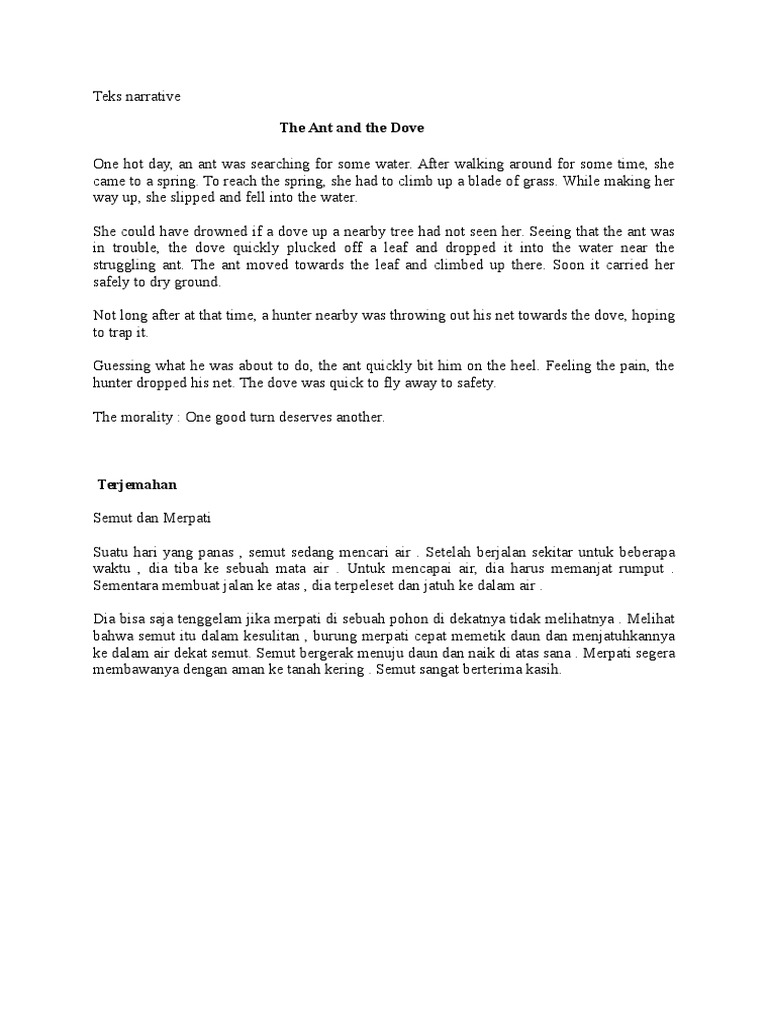 Teks narrative
The Ant and the Dove
One hot day, an ant was searching for some water. After walking around for some time, she
came to a spring. To reach the spring, she had to climb up a blade of grass. While making her
way up, she slipped and fell into the water.
She could have drowned if a dove up a nearby tree had not seen her. Seeing that the ant was
in trouble, the dove quickly plucked off a leaf and dropped it into the water near the
struggling ant. The ant moved towards the leaf and climbed up there. Soon it carried her
safely to dry ground.
Not long after at that time, a hunter nearby was throwing out his net towards the dove, hoping
to trap it.
Guessing what he was about to do, the ant quickly bit him on the heel. Feeling the pain, the
hunter dropped his net. The dove was quick to fly away to safety.
The morality : One good turn deserves another.
Terjemahan
Semut dan Merpati
Suatu hari yang panas , semut sedang mencari air . Setelah berjalan sekitar untuk beberapa
waktu , dia tiba ke sebuah mata air . Untuk mencapai air, dia harus memanjat rumput .
Sementara membuat jalan ke atas , dia terpeleset dan jatuh ke dalam air .
Dia bisa saja tenggelam jika merpati di sebuah pohon di dekatnya tidak melihatnya . Melihat
bahwa semut itu dalam kesulitan , burung merpati cepat memetik daun dan menjatuhkannya
ke dalam air dekat semut. Semut bergerak menuju daun dan naik di atas sana . Merpati segera
membawanya dengan aman ke tanah kering . Semut sangat berterima kasih.